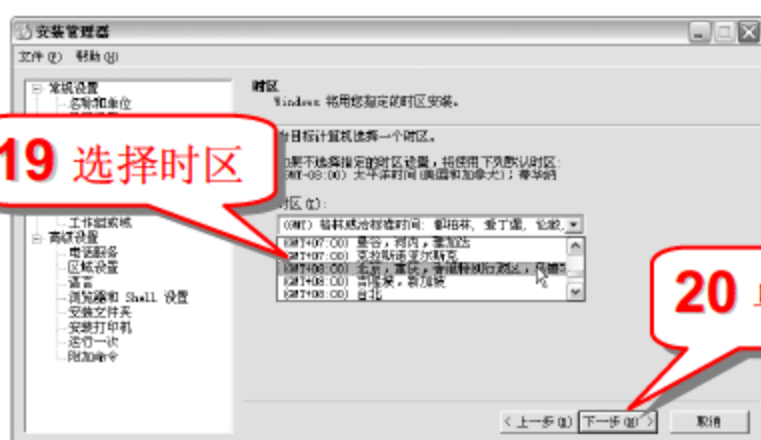 安装管理器
文件(F) 帮助(H)
常规设置
名称和单位
时区
Windows 将用您指定的时区安装。
19 选择时区
台目标计算机选择一个时区。
如果不选择指定的时区设置，将使用下列默认时区:
(GMT-08:00) 太平洋时间(美国和加拿大)；蒂华纳
时区(T):
(GMT) 格林威治标准时间: 都柏林, 爱丁堡, 伦敦,
(GMT+07:00) 曼谷，河内，雅加达
(GMT+07:00) 克拉斯诺亚尔斯克
(GMT+08:00) 北京，重庆，香港特别行政区，
(GMT+08:00) 吉隆坡，新加坡
(GMT+08:00) 台北
工作组或域
高级设置
电话服务
区域设置
语言
浏览器和 Shell 设置
安装文件夹
安装打印机
运行一次
附加命令
20
< 上一步(B) 下一步(N) > 取消